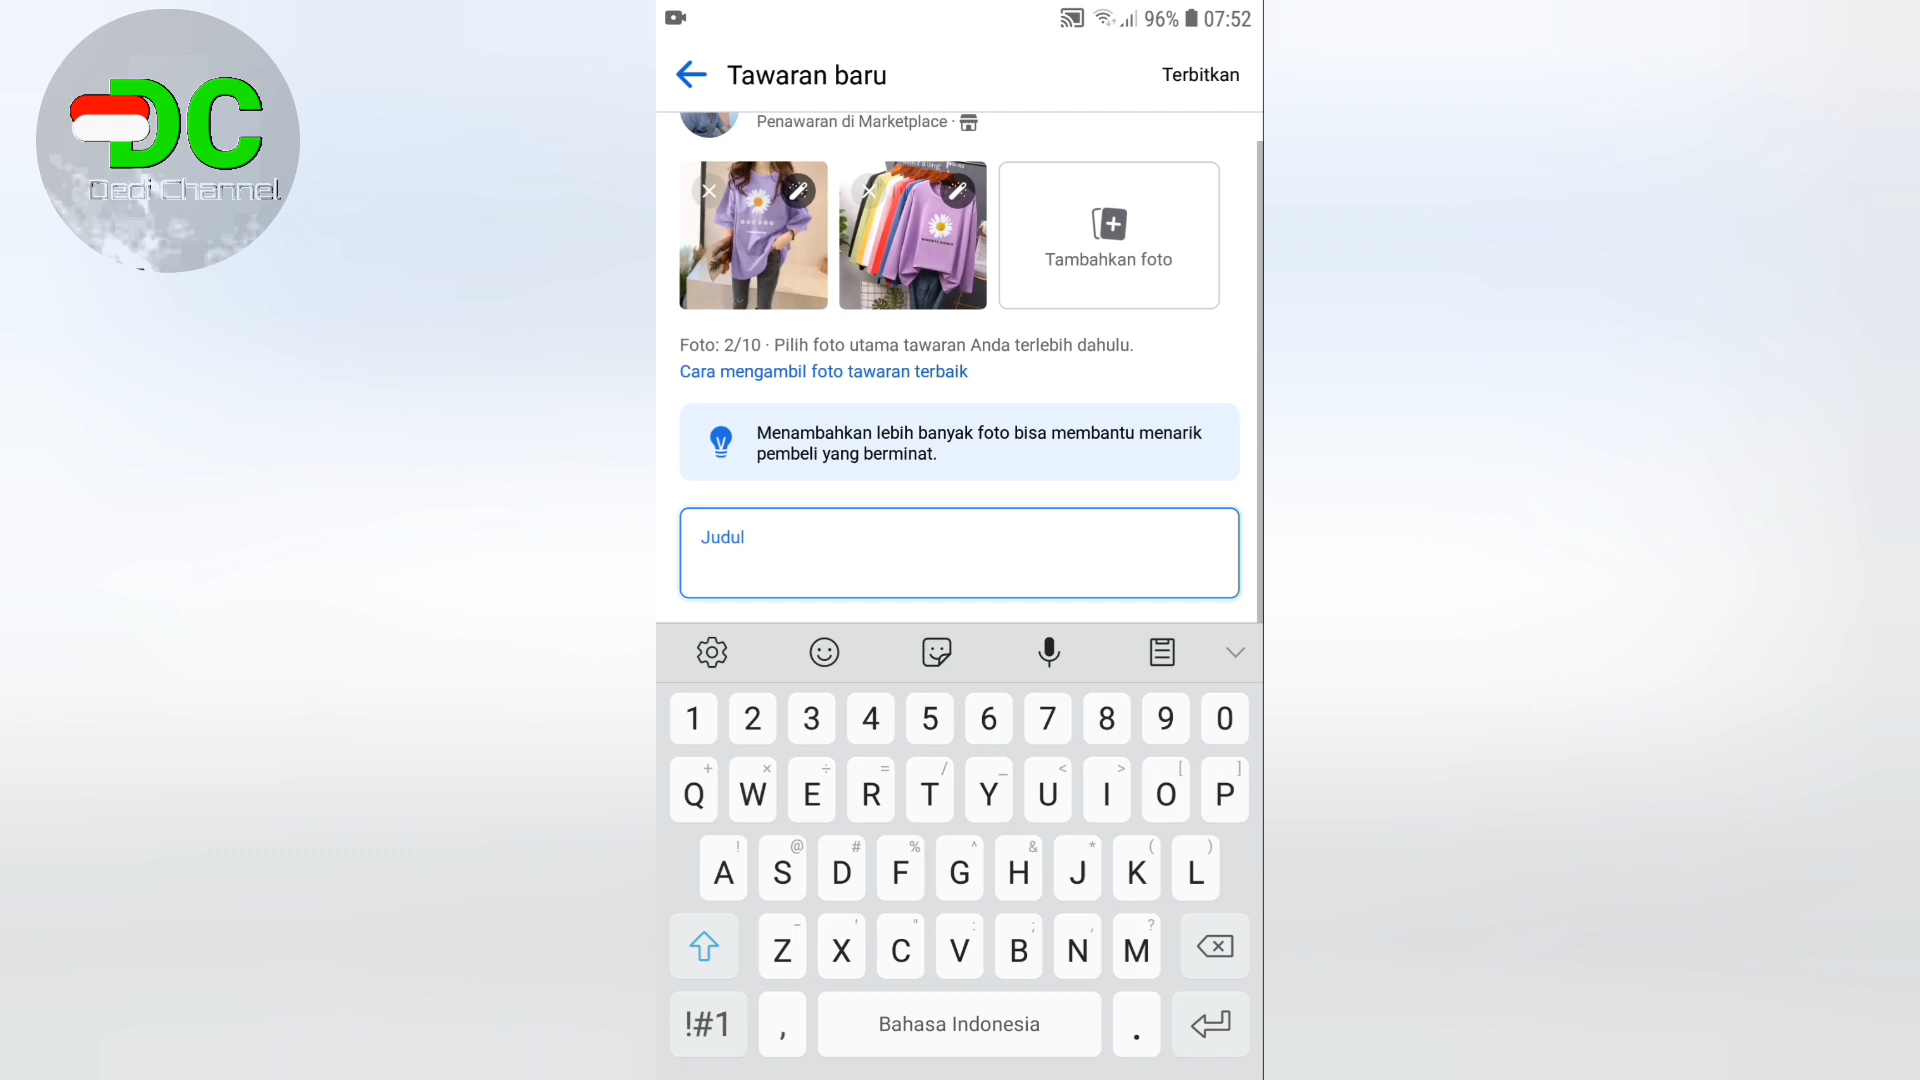 DC
Dedi Channel
96% 07:52
Tawaran baru
Terbitkan
Penawaran di Marketplace ·
Tambahkan foto
Foto: 2/10 · Pilih foto utama tawaran Anda terlebih dahulu.
Cara mengambil foto tawaran terbaik
Menambahkan lebih banyak foto bisa membantu menarik
pembeli yang berminat.
Judul
1 2 3 4 5 6 7 8 9 0
+ × ÷ = / _ < > [ ]
Q W E R T Y U I O P
! @ # % ^ & * ( )
A S D F G H J K L
- ' " : ; , ?
Z X C V B N M
!#1 , Bahasa Indonesia .